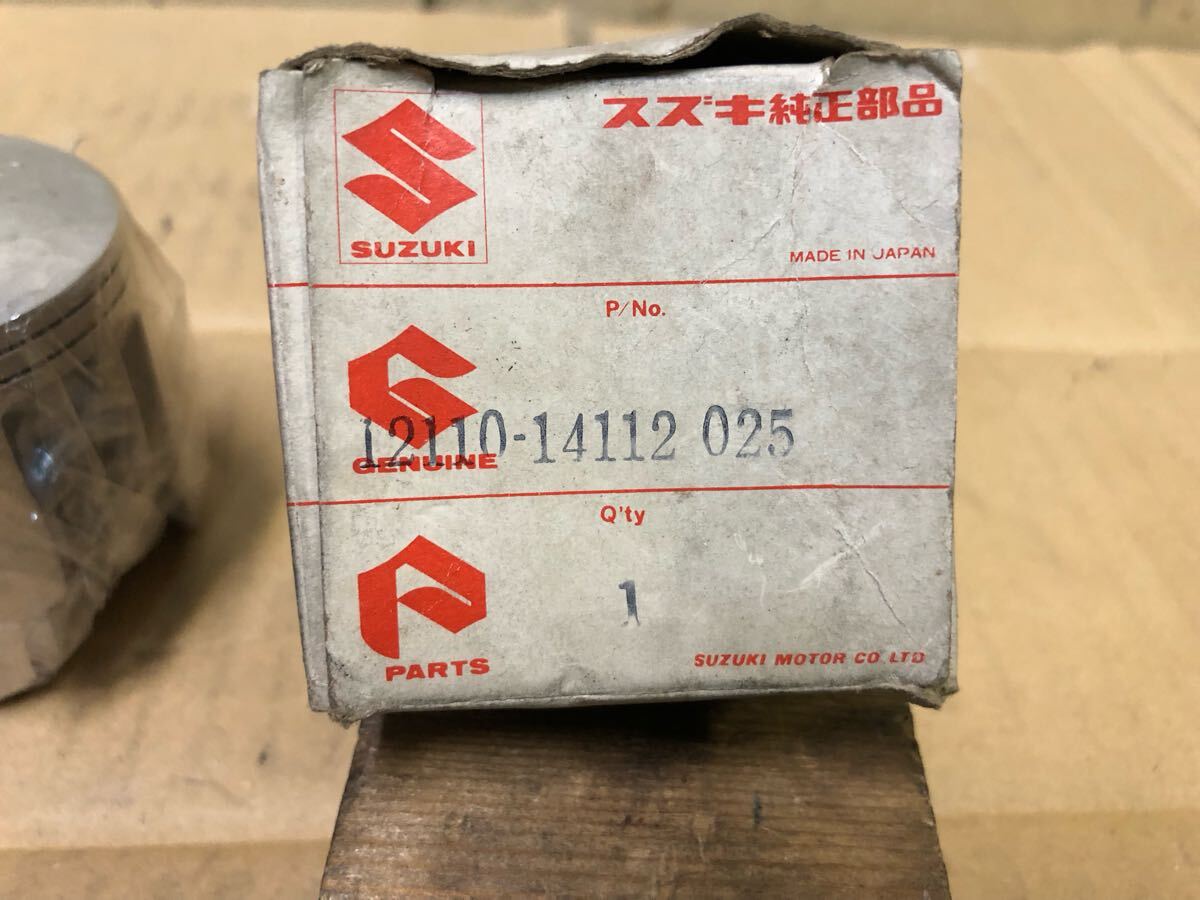 スズキ純正部品
SUZUKI
MADE IN JAPAN
P/No.
12110-14112 025
GENUINE
Q'ty
1
PARTS
SUZUKI MOTOR CO LTD